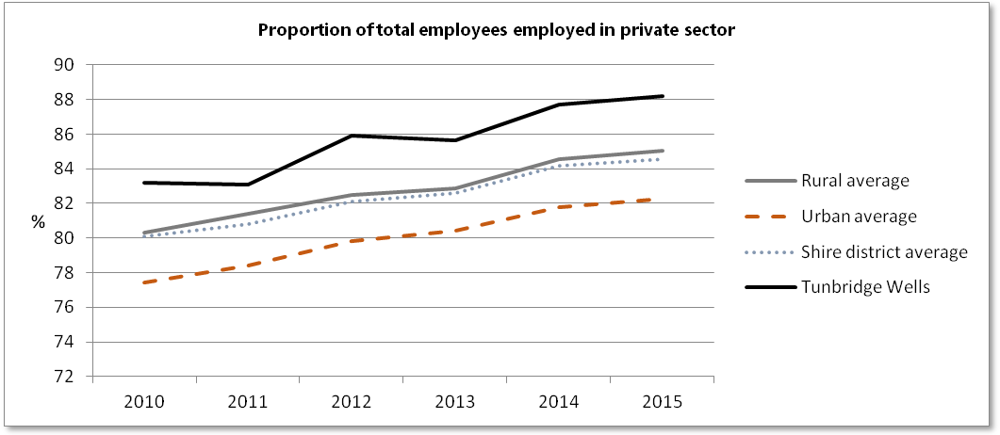 Proportion of total employees employed in private sector
90
88
86
84
82
80
78
76
74
72
%
2010 2011 2012 2013 2014 2015
Rural average
Urban average
Shire district average
Tunbridge Wells